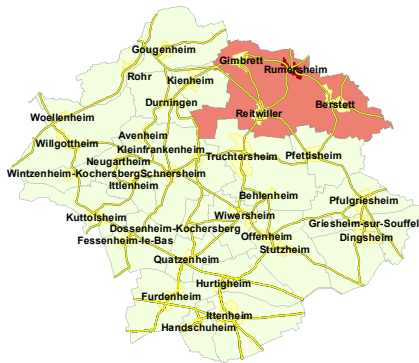 Gougenheim
Gimbrett
Rumersheim
Rohr
Kienheim
Durningen
Berstett
Woellenheim
Reitwiller
Avenheim
Willgottheim
Kleinfrankenheim
Truchtersheim
Pfettisheim
Neugartheim
Wintzenheim-Kochersberg
Schnersheim
Ittlenheim
Behlenheim
Pfulgriesheim
Kuttolsheim
Wiwersheim
Griesheim-sur-Souffel
Dossenheim-Kochersberg
Offenheim
Dingsheim
Fessenheim-le-Bas
Stutzheim
Quatzenheim
Hurtigheim
Furdenheim
Ittenheim
Handschuheim